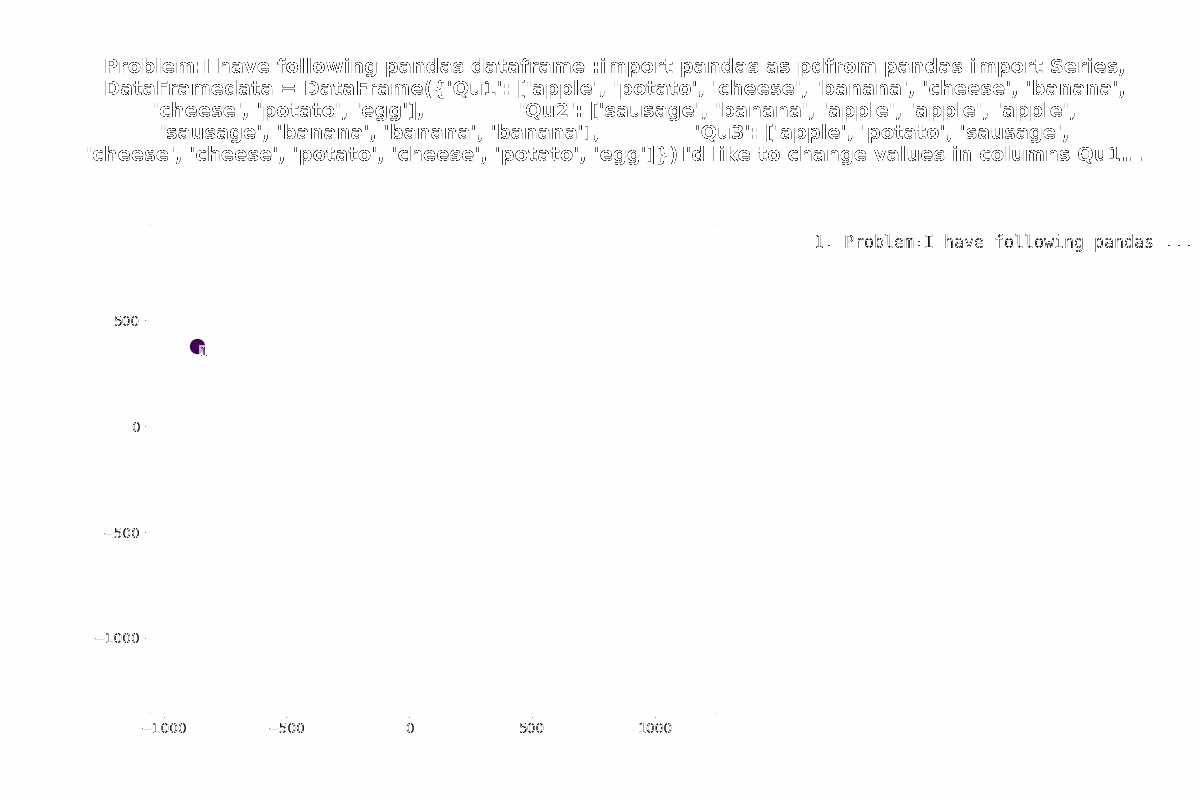 Problem:I have following pandas dataframe :import pandas as pdfrom pandas import Series,
DataFramedata = DataFrame({'Qu1': ['apple', 'potato', 'cheese', 'banana', 'cheese', 'banana',
'cheese', 'potato', 'egg'], 'Qu2': ['sausage', 'banana', 'apple', 'apple', 'apple',
'sausage', 'banana', 'banana', 'banana'], 'Qu3': ['apple', 'potato', 'sausage',
'cheese', 'cheese', 'potato', 'cheese', 'potato', 'egg']})I'd like to change values in columns Qu1...
1. Problem:I have following pandas ...
500
1
0
−500
−1000
−1000 −500 0 500 1000